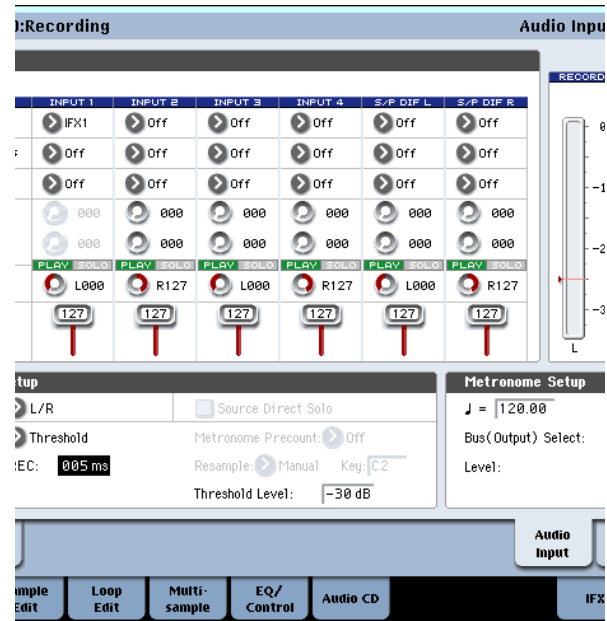 ):Recording Audio Inpu
RECORD
INPUT 1 INPUT 2 INPUT 3 INPUT 4 S/P DIF L S/P DIF R
IFX1 Off Off Off Off Off
Off Off Off Off Off Off
Off Off Off Off Off Off
000 000 000 000 000 000
000 000 000 000 000 000
PLAY SOLO PLAY SOLO PLAY SOLO PLAY SOLO PLAY SOLO PLAY SOLO
L000 R127 L000 R127 L000 R127
127 127 127 127 127 127
0
-1
-2
-3
L
tup
L/R Source Direct Solo
Threshold Metronome Precount: Off
EC: 005 ms Resample: Manual Key: C2
Threshold Level: -30 dB
Metronome Setup
♩ = 120.00
Bus(Output) Select:
Level:
Audio
Input
mple
Edit
Loop
Edit
Multi-
sample
EQ/
Control
Audio CD
IFX